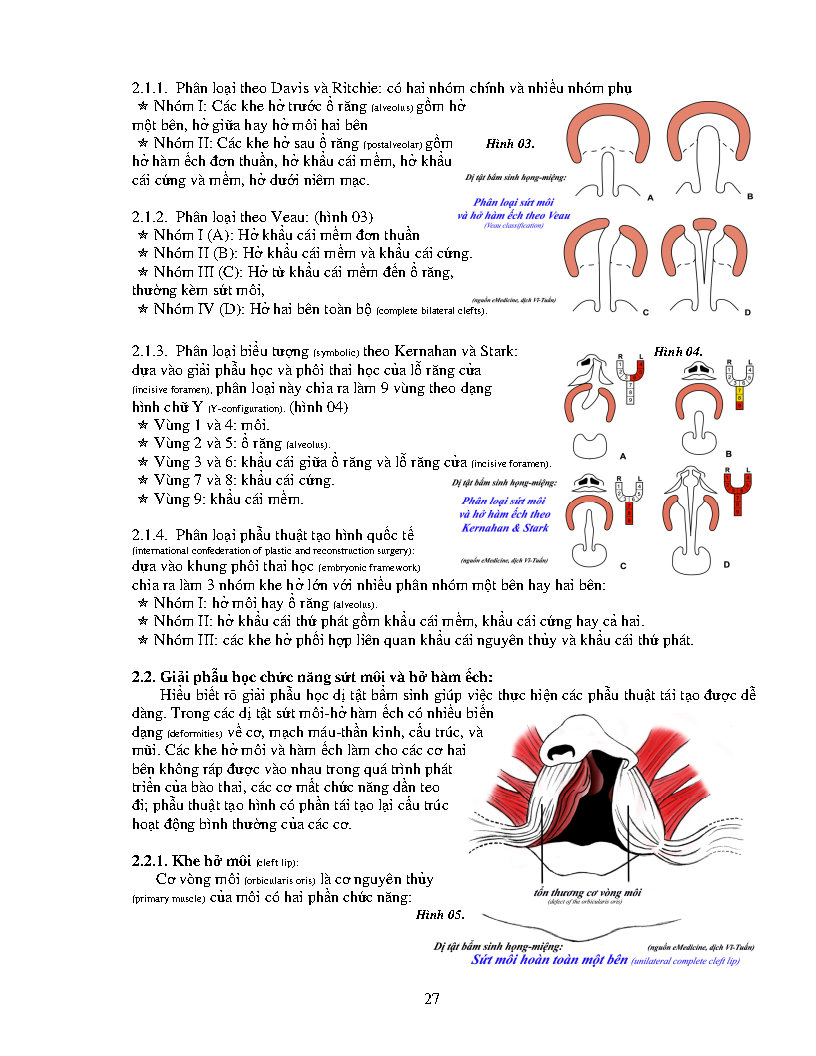 2.1.1. Phân loại theo Davis và Ritchie: có hai nhóm chính và nhiều nhóm phụ
✯ Nhóm I: Các khe hở trước ổ răng (alveolus) gồm hở
một bên, hở giữa hay hở môi hai bên
✯ Nhóm II: Các khe hở sau ổ răng (postalveolar) gồm
hở hàm ếch đơn thuần, hở khẩu cái mềm, hở khẩu
cái cứng và mềm, hở dưới niêm mạc.
Hình 03.
Dị tật bẩm sinh họng-miệng:
Phân loại sứt môi
và hở hàm ếch theo Veau
(Veau classification)
(nguồn eMedicine, dịch VI-Tuấn)
A
B
C
D
2.1.2. Phân loại theo Veau: (hình 03)
✯ Nhóm I (A): Hở khẩu cái mềm đơn thuần
✯ Nhóm II (B): Hở khẩu cái mềm và khẩu cái cứng.
✯ Nhóm III (C): Hở từ khẩu cái mềm đến ổ răng,
thường kèm sứt môi,
✯ Nhóm IV (D): Hở hai bên toàn bộ (complete bilateral clefts).
2.1.3. Phân loại biểu tượng (symbolic) theo Kernahan và Stark:
dựa vào giải phẫu học và phôi thai học của lỗ răng cửa
(incisive foramen), phân loại này chia ra làm 9 vùng theo dạng
hình chữ Y (Y-configuration). (hình 04)
✯ Vùng 1 và 4: môi.
✯ Vùng 2 và 5: ổ răng (alveolus).
✯ Vùng 3 và 6: khẩu cái giữa ổ răng và lỗ răng cửa (incisive foramen).
✯ Vùng 7 và 8: khẩu cái cứng.
✯ Vùng 9: khẩu cái mềm.
Hình 04.
R L
A
R L
B
Dị tật bẩm sinh họng-miệng:
Phân loại sứt môi
và hở hàm ếch theo
Kernahan & Stark
(nguồn eMedicine, dịch VI-Tuấn)
R L
C
R L
D
2.1.4. Phân loại phẫu thuật tạo hình quốc tế
(international confederation of plastic and reconstruction surgery):
dựa vào khung phôi thai học (embryonic framework)
chia ra làm 3 nhóm khe hở lớn với nhiều phân nhóm một bên hay hai bên:
✯ Nhóm I: hở môi hay ổ răng (alveolus).
✯ Nhóm II: hở khẩu cái thứ phát gồm khẩu cái mềm, khẩu cái cứng hay cả hai.
✯ Nhóm III: các khe hở phối hợp liên quan khẩu cái nguyên thủy và khẩu cái thứ phát.
2.2. Giải phẫu học chức năng sứt môi và hở hàm ếch:
Hiểu biết rõ giải phẫu học dị tật bẩm sinh giúp việc thực hiện các phẫu thuật tái tạo được dễ
dàng. Trong các dị tật sứt môi-hở hàm ếch có nhiều biến
dạng (deformities) về cơ, mạch máu-thần kinh, cấu trúc, và
mũi. Các khe hở môi và hàm ếch làm cho các cơ hai
bên không ráp được vào nhau trong quá trình phát
triển của bào thai, các cơ mất chức năng dần teo
đi; phẫu thuật tạo hình có phần tái tạo lại cấu trúc
hoạt động bình thường của các cơ.
2.2.1. Khe hở môi (cleft lip):
Cơ vòng môi (orbicularis oris) là cơ nguyên thủy
(primary muscle) của môi có hai phần chức năng:
tổn thương cơ vòng môi
(defect of the orbicularis oris)
Hình 05.
Dị tật bẩm sinh họng-miệng:
(nguồn eMedicine, dịch VI-Tuấn)
Sứt môi hoàn toàn một bên (unilateral complete cleft lip)
27